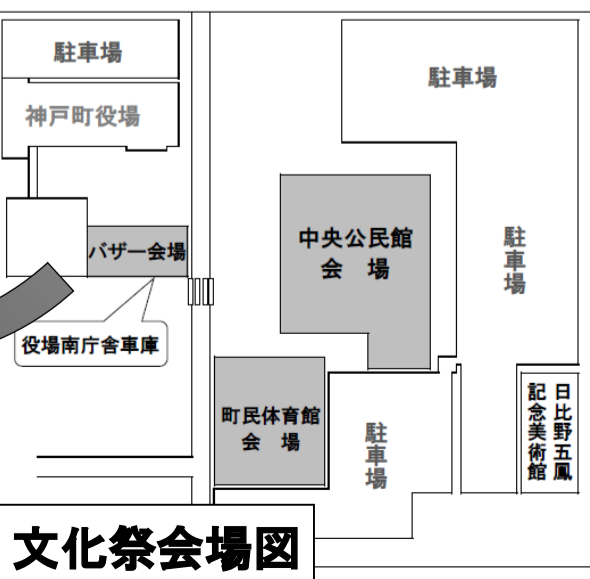 駐車場
神戸町役場
バザー会場
役場南庁舎車庫
駐車場
中央公民館
会 場
駐車場
町民体育館
会 場
駐車場
日比野五鳳
記念美術館
文化祭会場図